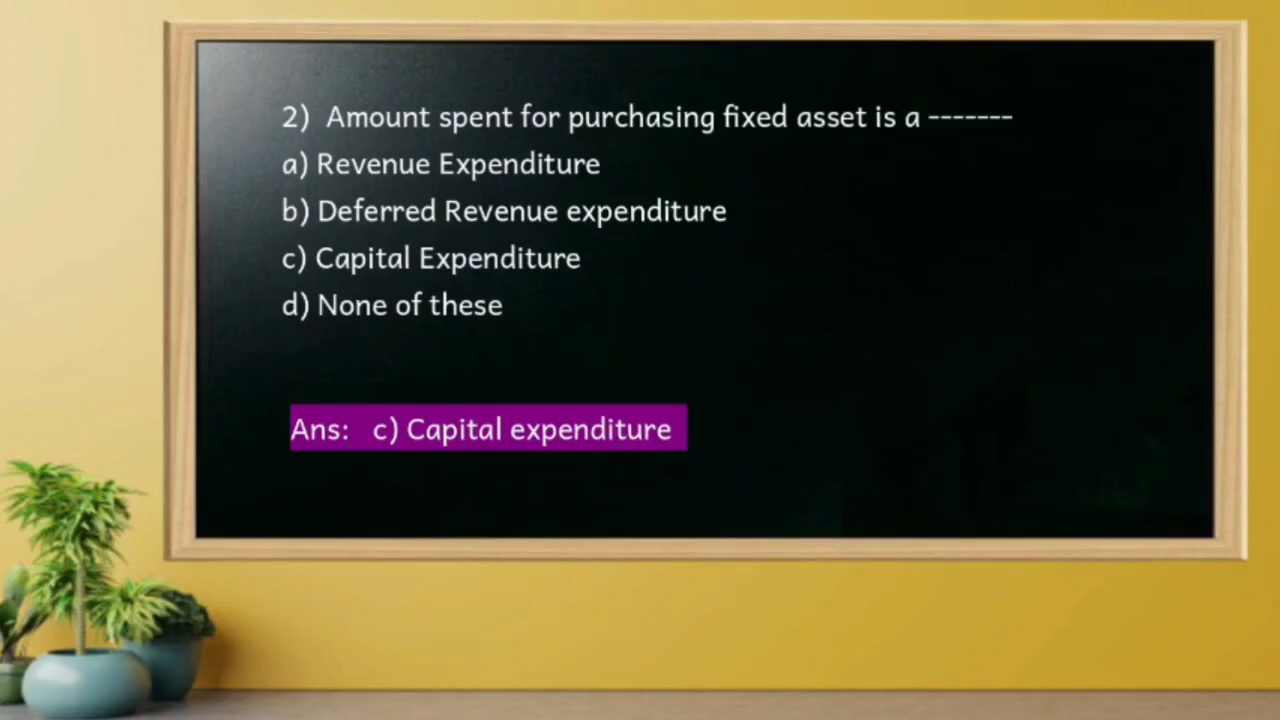 2) Amount spent for purchasing fixed asset is a -------
a) Revenue Expenditure
b) Deferred Revenue expenditure
c) Capital Expenditure
d) None of these
Ans: c) Capital expenditure